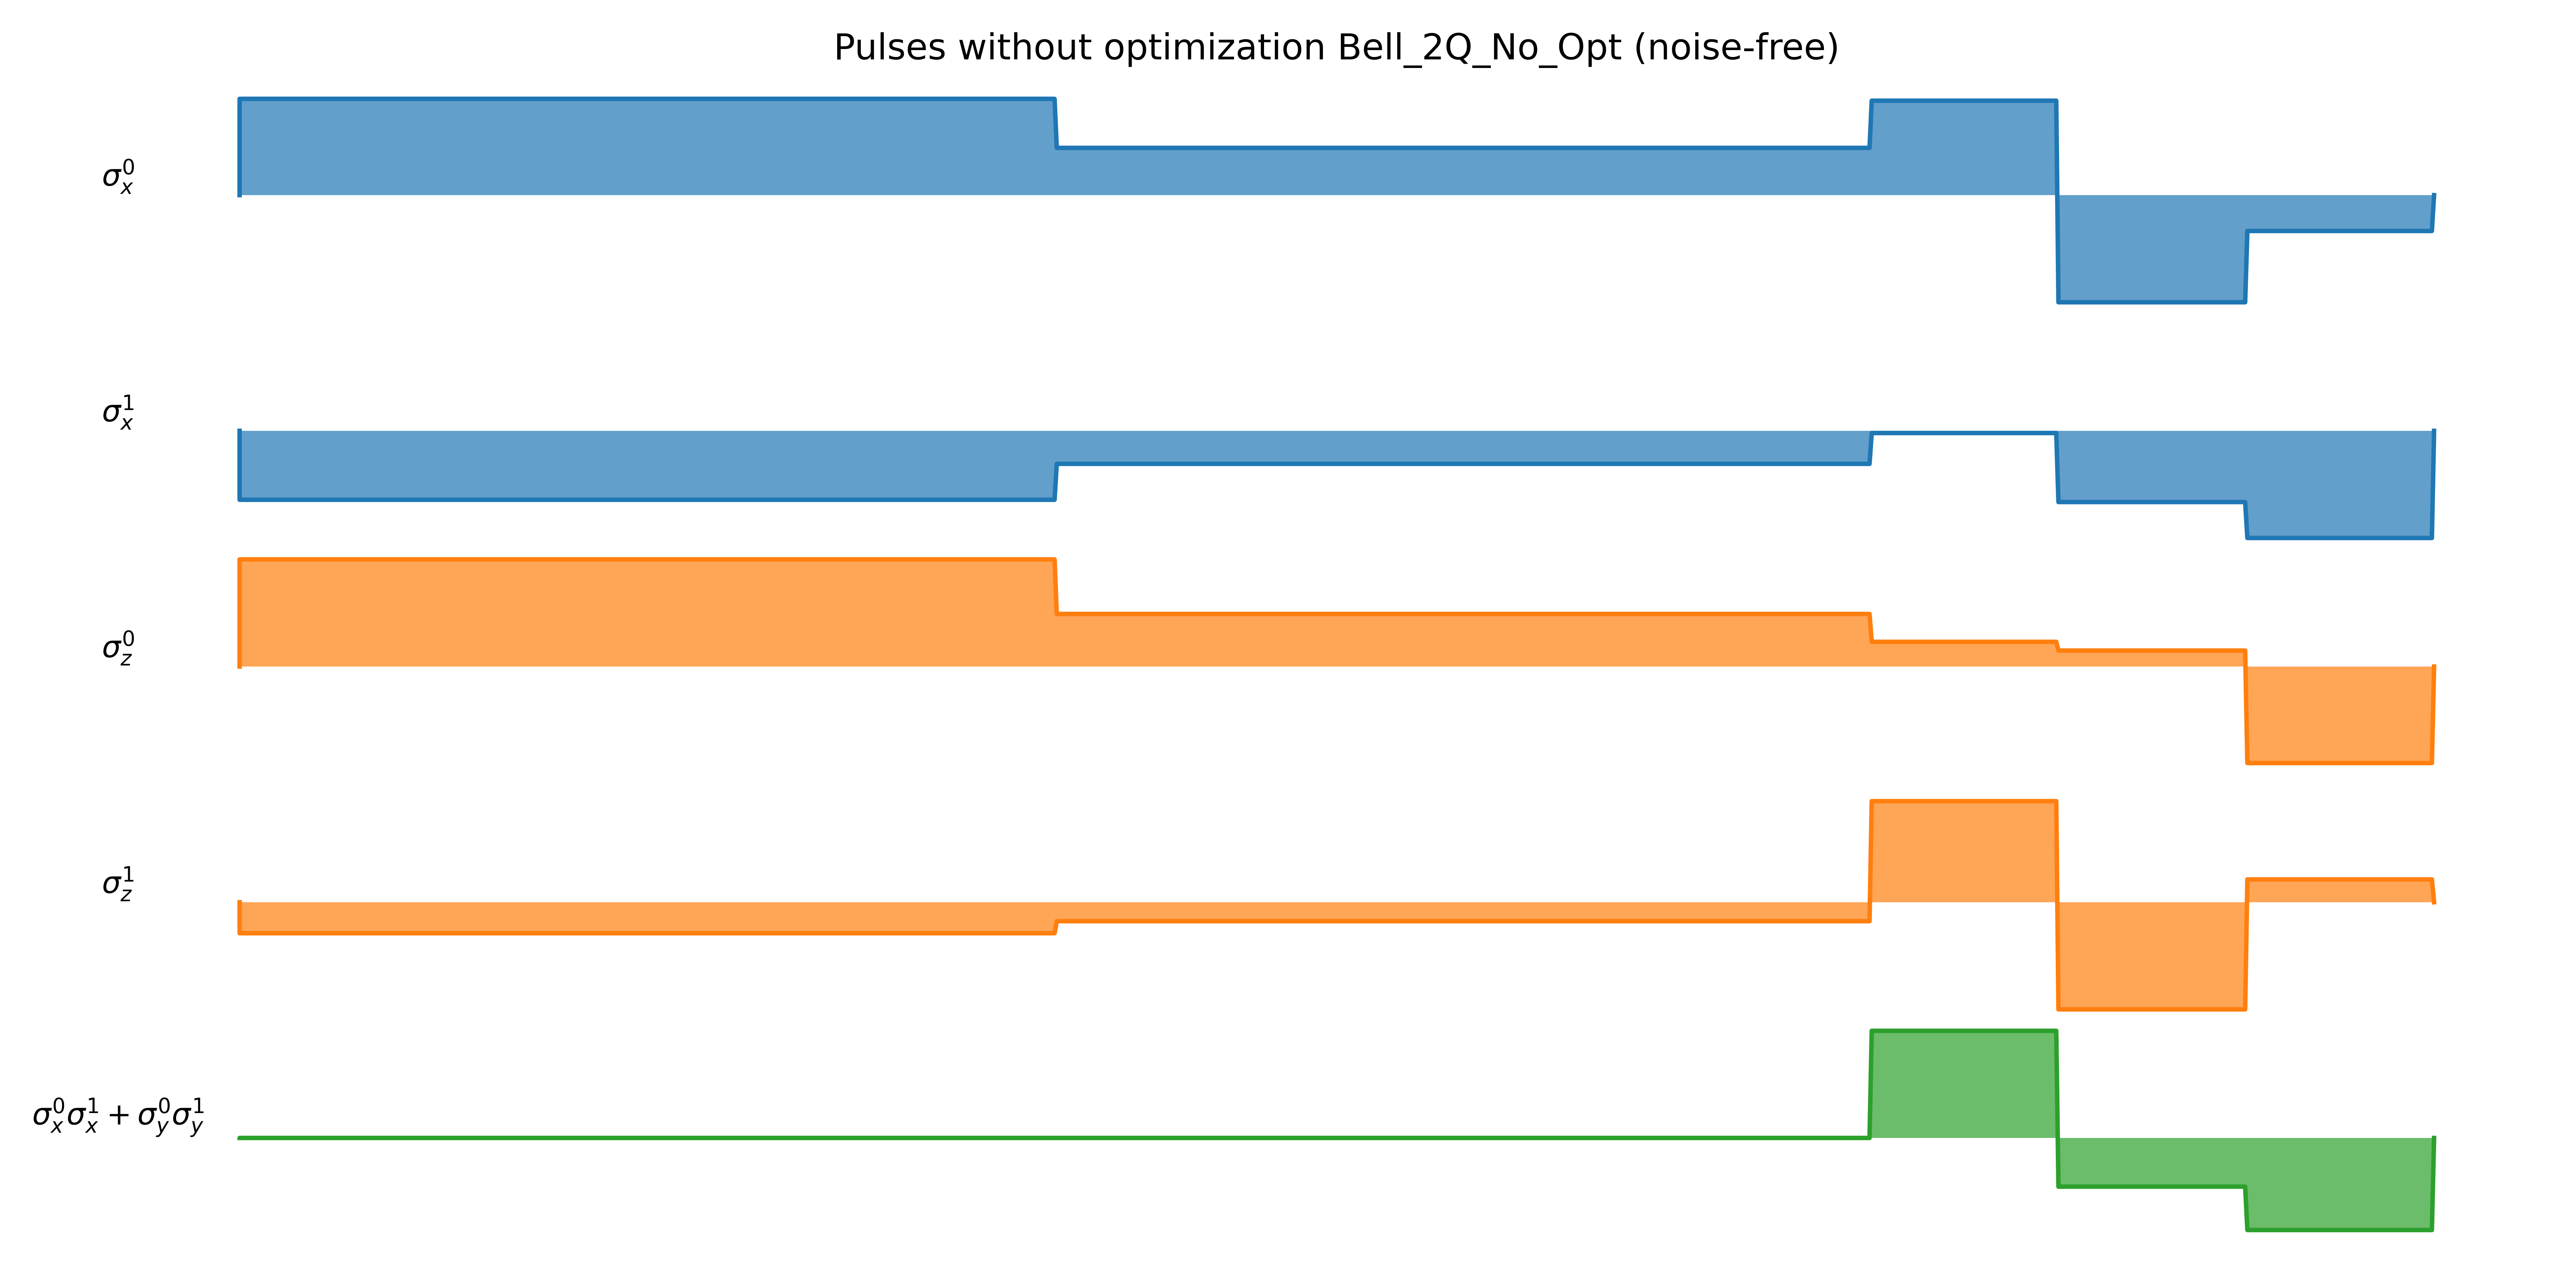 Pulses without optimization Bell_2Q_No_Opt (noise-free)
σ_x^0
σ_x^1
σ_z^0
σ_z^1
σ_x^0σ_x^1 + σ_y^0σ_y^1